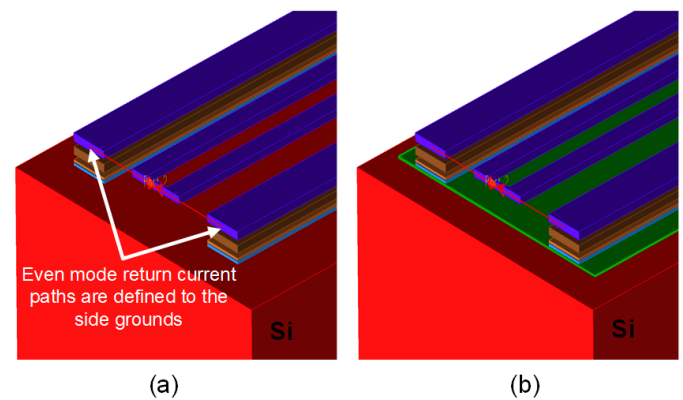 Even mode return current
paths are defined to the
side grounds
Si
Si
(a)
(b)